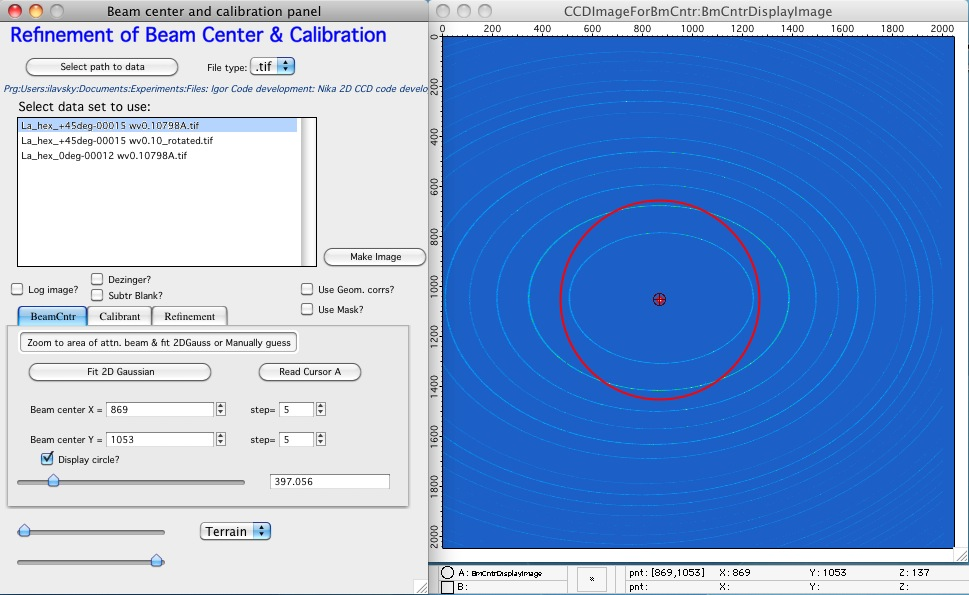 Beam center and calibration panel
Refinement of Beam Center & Calibration
Select path to data
File type: .tif
Prg:Users:ilavsky:Documents:Experiments:Files: Igor Code development: Nika 2D CCD code develo
Select data set to use:
La_hex_+45deg-00015 wv0.10798A.tif
La_hex_+45deg-00015 wv0.10_rotated.tif
La_hex_0deg-00012 wv0.10798A.tif
Make Image
Log image?
Dezinger?
Subtr Blank?
Use Geom. corrs?
Use Mask?
BeamCntr Calibrant Refinement
Zoom to area of attn. beam & fit 2DGauss or Manually guess
Fit 2D Gaussian
Read Cursor A
Beam center X = 869 step= 5
Beam center Y = 1053 step= 5
Display circle?
397.056
Terrain
CCDImageForBmCntr:BmCntrDisplayImage
0 200 400 600 800 1000 1200 1400 1600 1800 2000
0
200
400
600
800
1000
1200
1400
1600
1800
2000
A: BmCntrDisplayImage pnt: [869,1053] X: 869 Y: 1053 Z: 137
B: pnt: X: Y: Z: